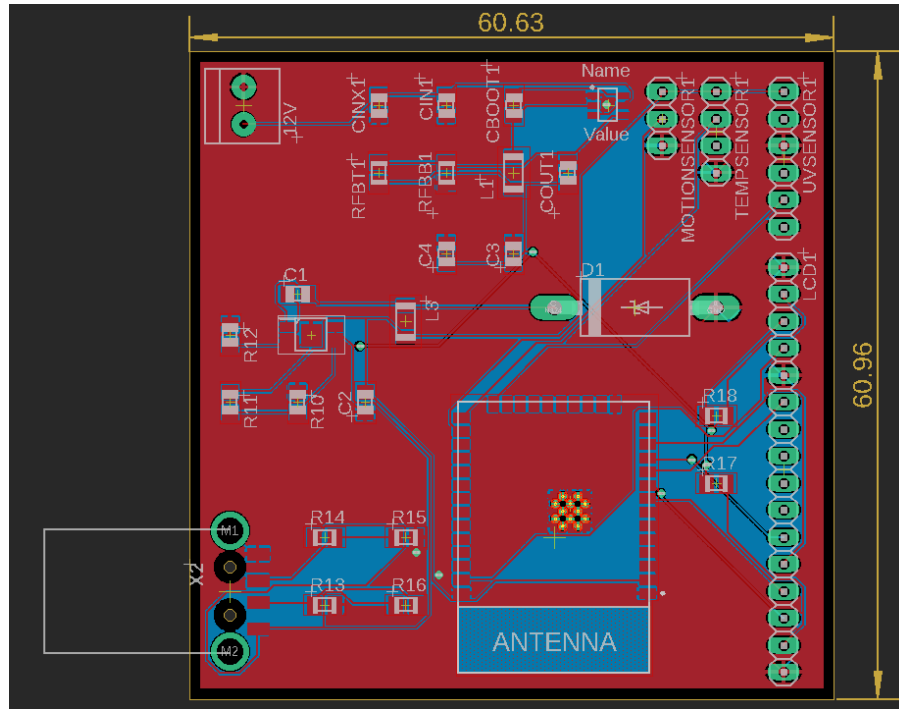 60.63
60.96
12V
CINX1
CIN1
CBOOT1
Name
Value
MOTIONSENSOR1
TEMPSENSOR1
UVSENSOR1
RFBT1
RFBB1
L1
COUT1
C4
C3
D1
LCD1
C1
L3
R12
R11
R10
C2
R18
R17
M1
R14
R15
X2
R13
R16
M2
ANTENNA